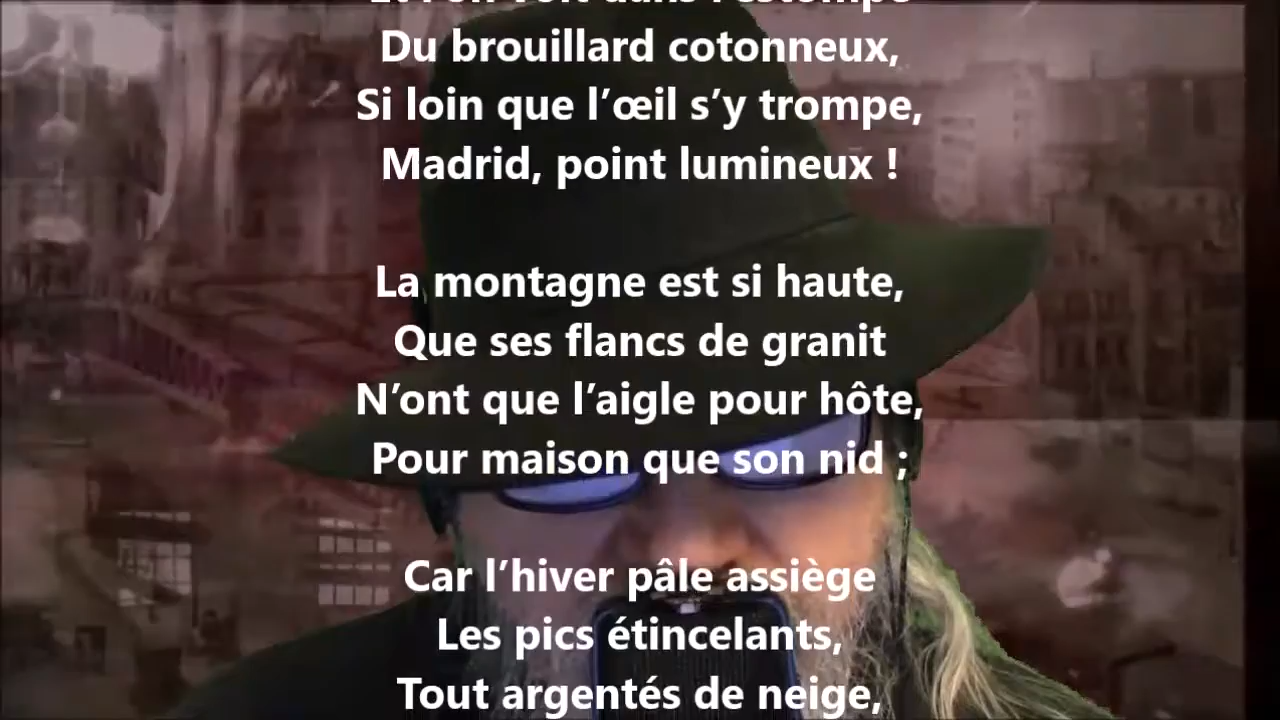 Du brouillard cotonneux,
Si loin que l’œil s’y trompe,
Madrid, point lumineux !
La montagne est si haute,
Que ses flancs de granit
N’ont que l’aigle pour hôte,
Pour maison que son nid ;
Car l’hiver pâle assiège
Les pics étincelants,
Tout argentés de neige,